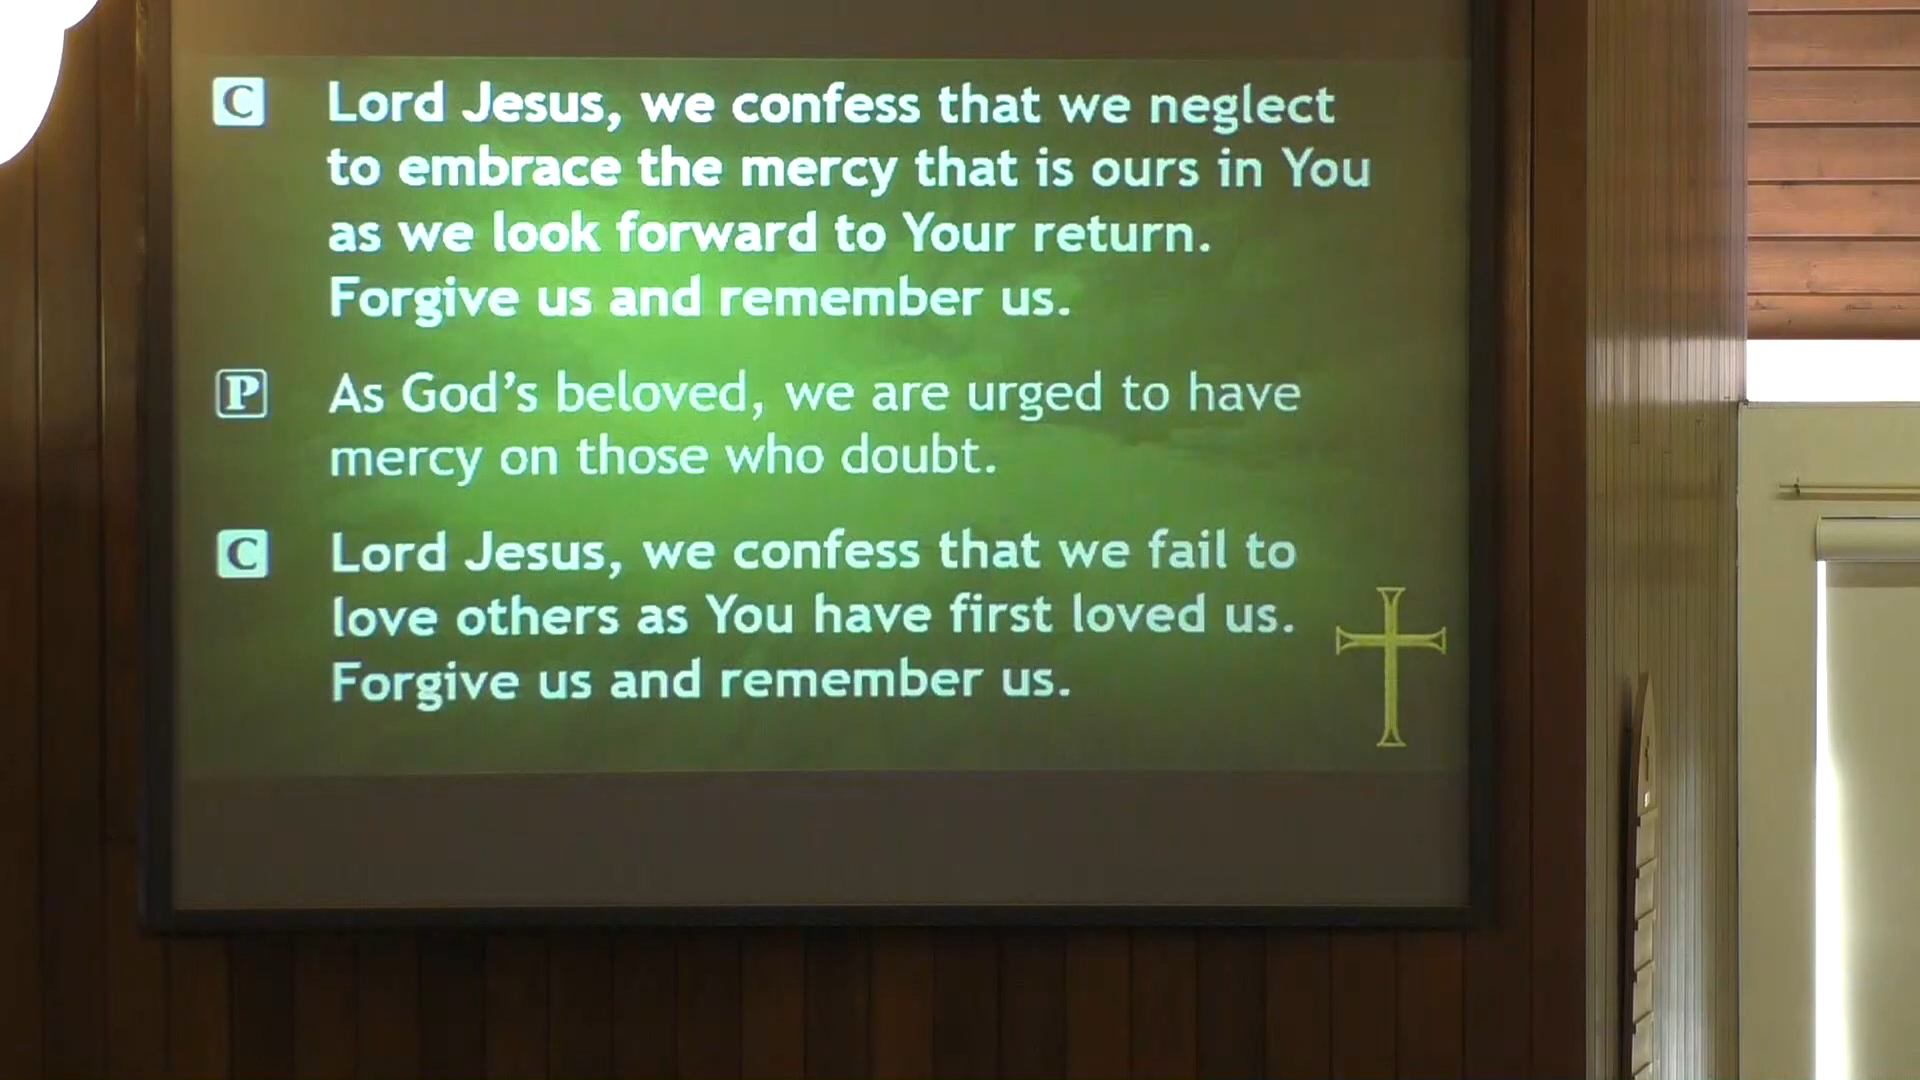 C Lord Jesus, we confess that we neglect
to embrace the mercy that is ours in You
as we look forward to Your return.
Forgive us and remember us.
P As God’s beloved, we are urged to have
mercy on those who doubt.
C Lord Jesus, we confess that we fail to
love others as You have first loved us.
Forgive us and remember us.